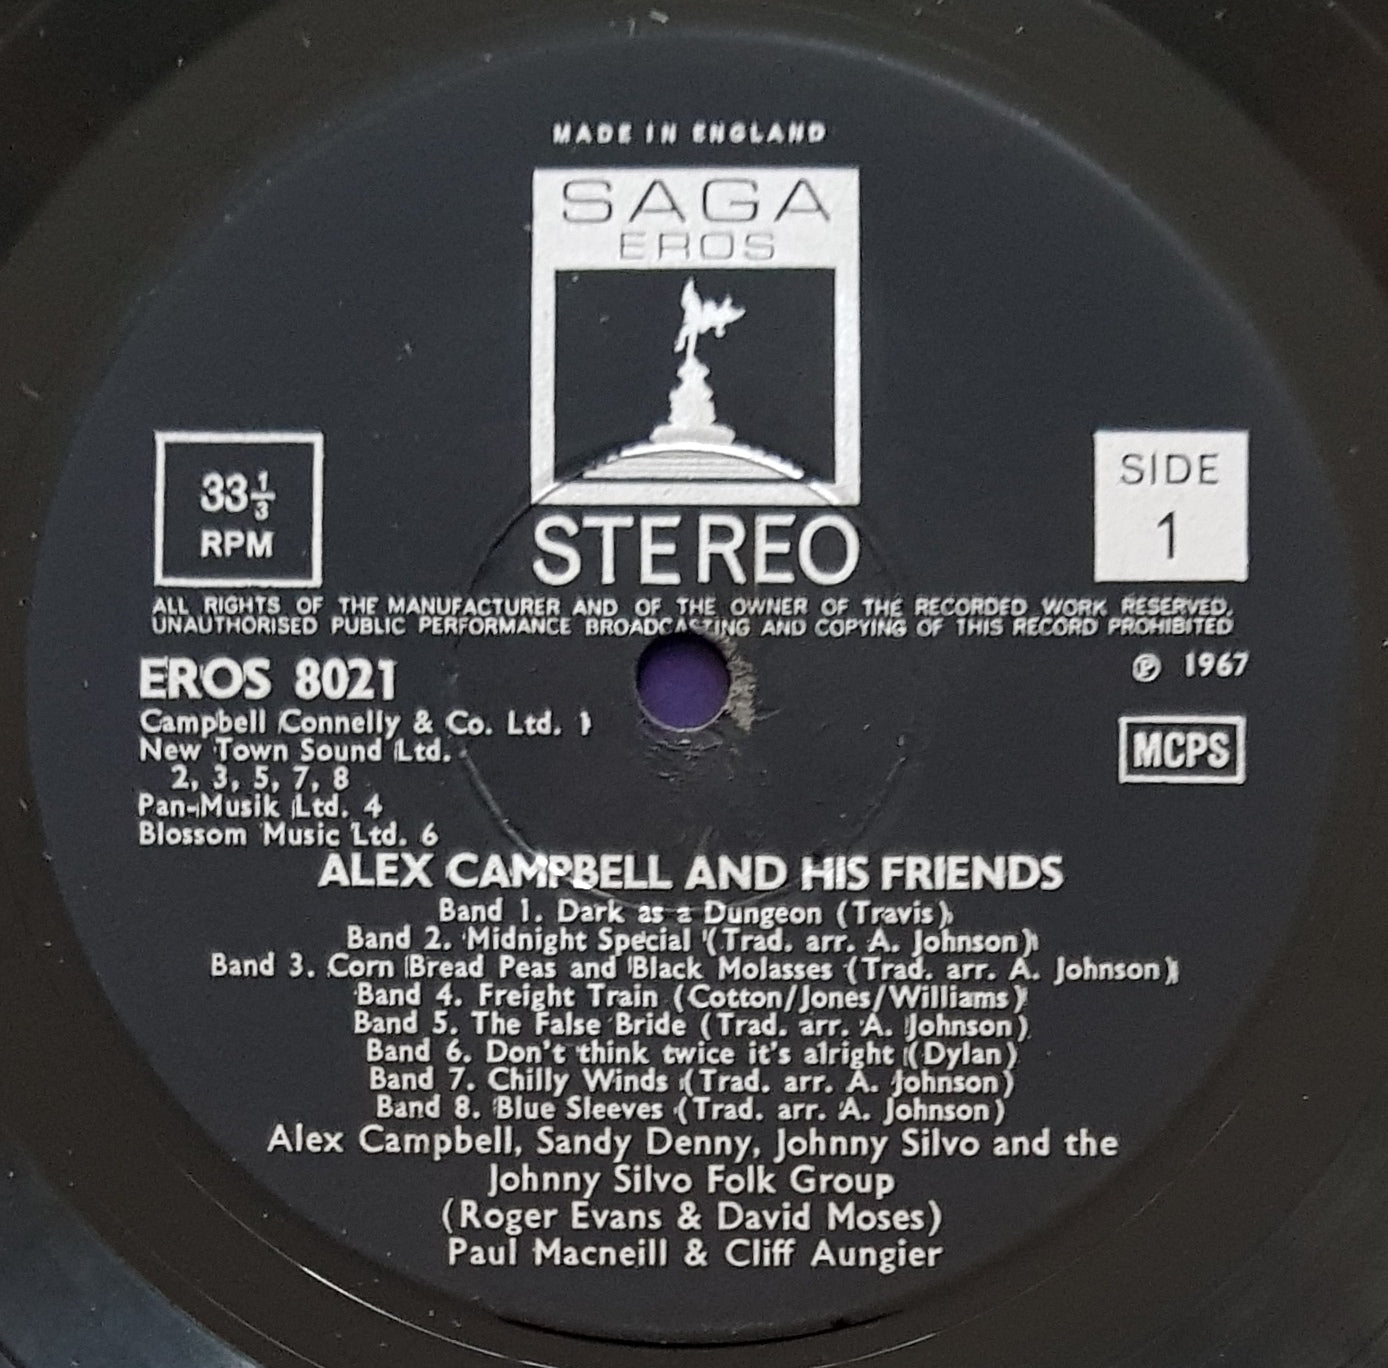 MADE IN ENGLAND
SAGA
EROS
33 1/3
RPM
SIDE
1
STEREO
ALL RIGHTS OF THE MANUFACTURER AND OF THE OWNER OF THE RECORDED WORK RESERVED.
UNAUTHORISED PUBLIC PERFORMANCE BROADCASTING AND COPYING OF THIS RECORD PROHIBITED
EROS 8021
℗ 1967
Campbell Connelly & Co. Ltd. 1
New Town Sound Ltd.
2, 3, 5, 7, 8
Pan-Musik Ltd. 4
Blossom Music Ltd. 6
MCPS
ALEX CAMPBELL AND HIS FRIENDS
Band 1. Dark as a Dungeon (Travis)
Band 2. Midnight Special (Trad. arr. A. Johnson)
Band 3. Corn Bread Peas and Black Molasses (Trad. arr. A. Johnson)
Band 4. Freight Train (Cotton/Jones/Williams)
Band 5. The False Bride (Trad. arr. A. Johnson)
Band 6. Don't think twice it's alright (Dylan)
Band 7. Chilly Winds (Trad. arr. A. Johnson)
Band 8. Blue Sleeves (Trad. arr. A. Johnson)
Alex Campbell, Sandy Denny, Johnny Silvo and the
Johnny Silvo Folk Group
(Roger Evans & David Moses)
Paul Macneill & Cliff Aungier